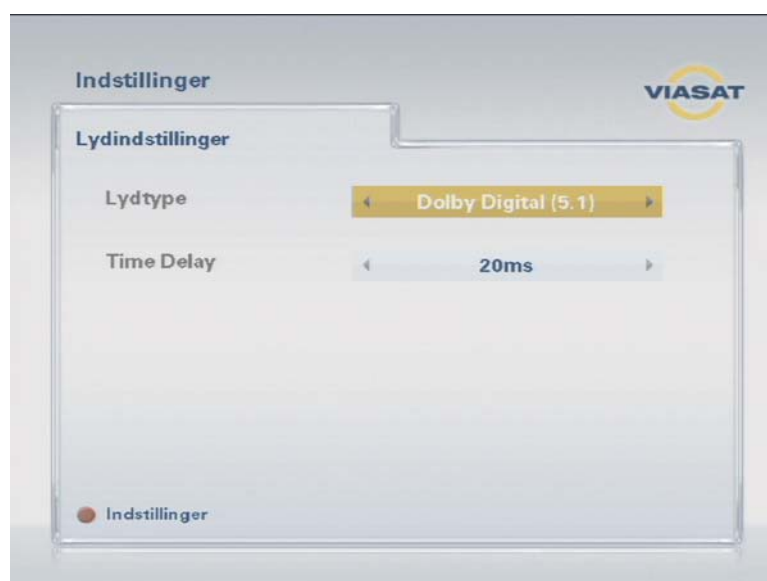 Indstillinger
VIASAT
Lydindstillinger
Lydtype
Dolby Digital (5.1)
Time Delay
20ms
Indstillinger